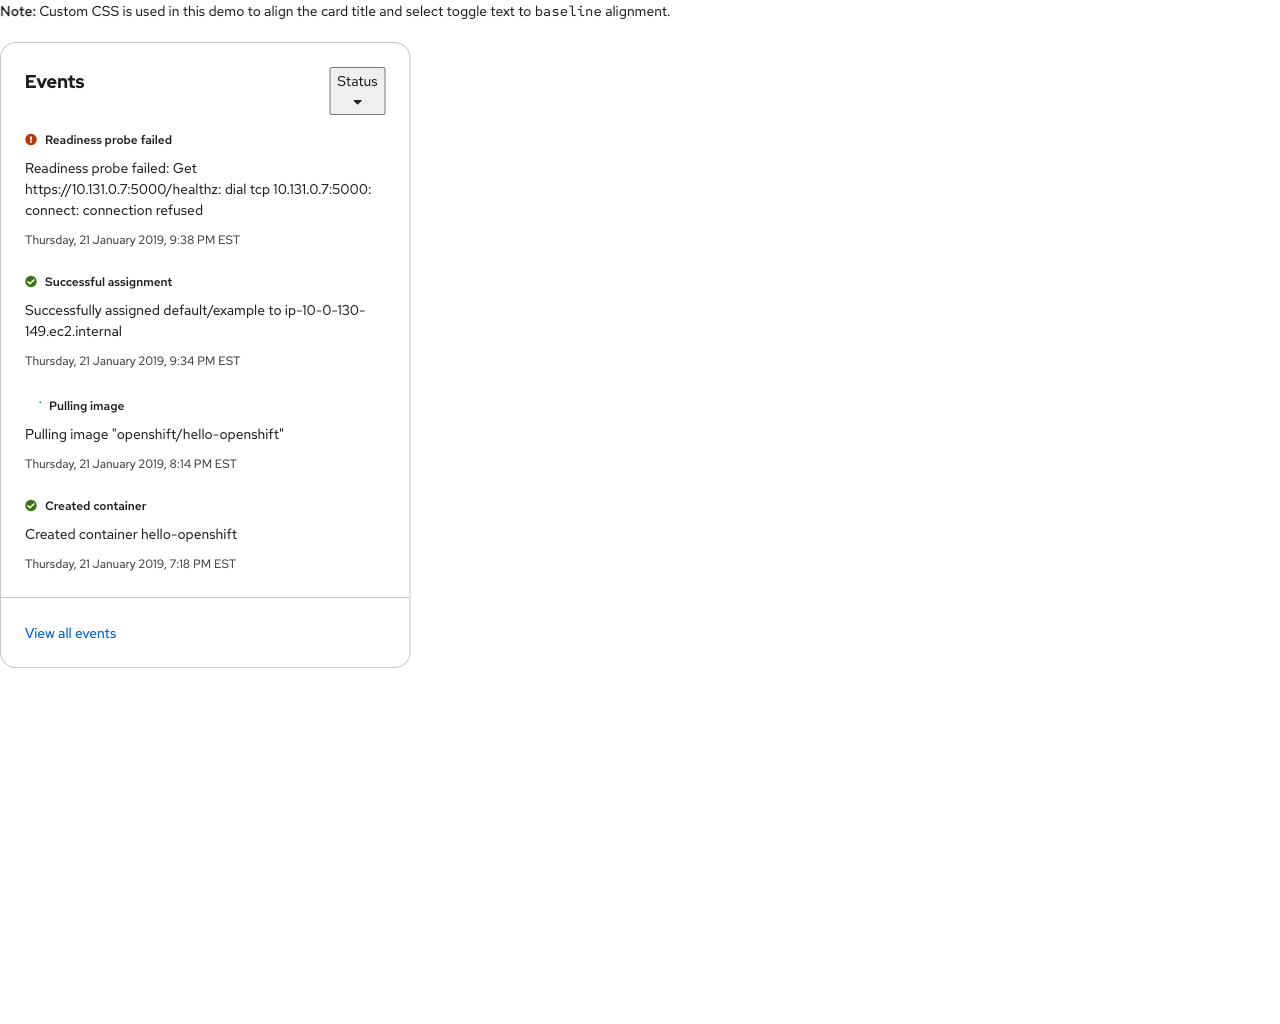 Note: Custom CSS is used in this demo to align the card title and select toggle text to baseline alignment.
Events
Status
Readiness probe failed
Readiness probe failed: Get
https://10.131.0.7:5000/healthz: dial tcp 10.131.0.7:5000:
connect: connection refused
Thursday, 21 January 2019, 9:38 PM EST
Successful assignment
Successfully assigned default/example to ip-10-0-130-
149.ec2.internal
Thursday, 21 January 2019, 9:34 PM EST
Pulling image
Pulling image "openshift/hello-openshift"
Thursday, 21 January 2019, 8:14 PM EST
Created container
Created container hello-openshift
Thursday, 21 January 2019, 7:18 PM EST
View all events